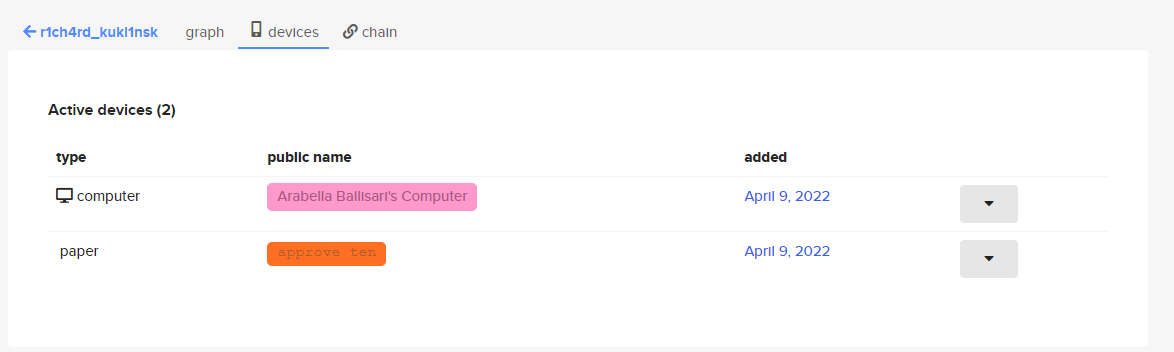 r1ch4rd_kukl1nsk graph devices chain
Active devices (2)
type public name added
computer Arabella Ballisari's Computer April 9, 2022
paper approve ten April 9, 2022